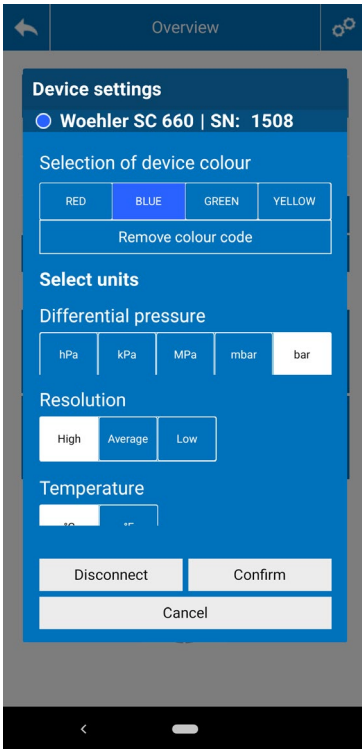 Overview
Device settings
Woehler SC 660 | SN: 1508
Selection of device colour
RED BLUE GREEN YELLOW
Remove colour code
Select units
Differential pressure
hPa kPa MPa mbar bar
Resolution
High Average Low
Temperature
°C °F
Disconnect Confirm
Cancel